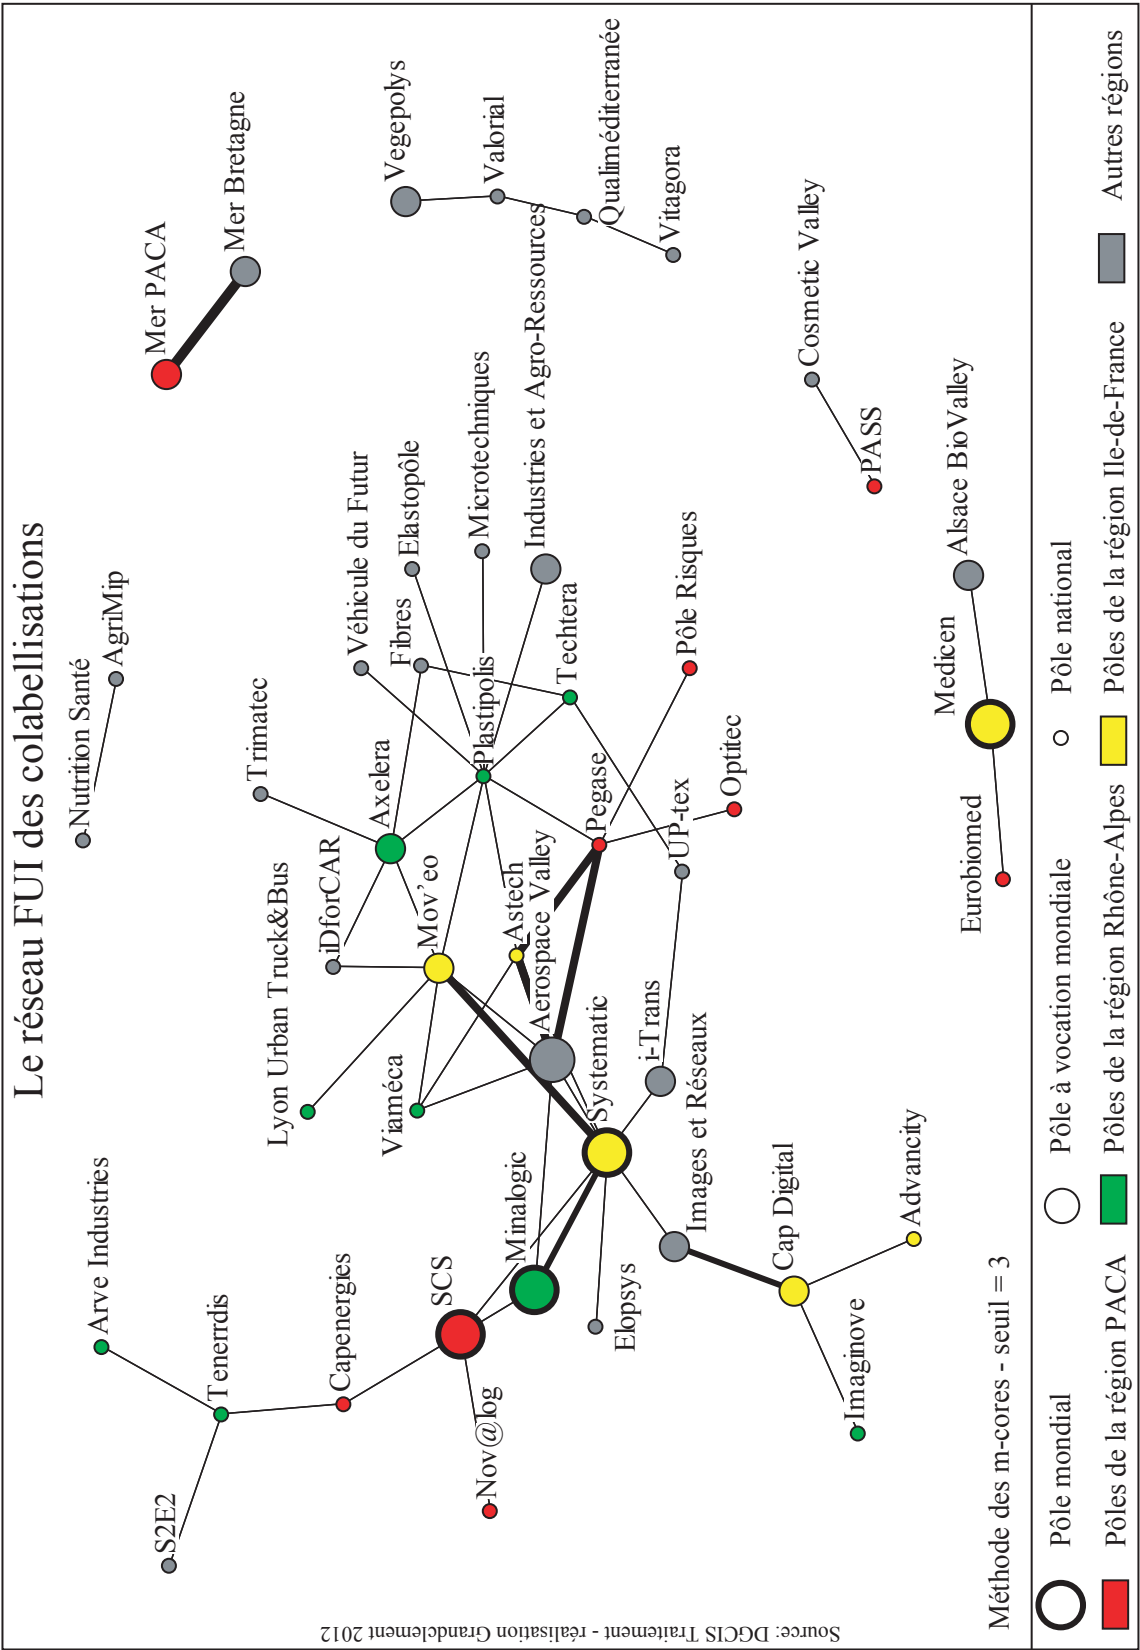 Le réseau FUI des colabellisations
Nutrition Santé
AgriMip
Mer PACA
Mer Bretagne
Vegepolys
Valorial
Qualiméditerranée
Vitagora
Arve Industries
S2E2
Tenerrdis
Capenergies
Trimatec
Lyon Urban Truck&Bus
iDforCAR
Axelera
Véhicule du Futur
Fibres
Elastopôle
Microtechniques
Industries et Agro-Ressources
Viaméca
Mov'eo
Plastipolis
Techtera
SCS
Nov@log
Minalogic
Astech
Aerospace Valley
Pegase
Pôle Risques
Elopsys
Systematic
i-Trans
UP-tex
Optitec
Images et Réseaux
Cap Digital
Imaginove
Advancity
Cosmetic Valley
PASS
Alsace BioValley
Medicen
Eurobiomed
Méthode des m-cores - seuil = 3
Pôle mondial
Pôle à vocation mondiale
Pôle national
Pôles de la région PACA
Pôles de la région Rhône-Alpes
Pôles de la région Ile-de-France
Autres régions
Source: DGCIS Traitement - réalisation Grandclement 2012